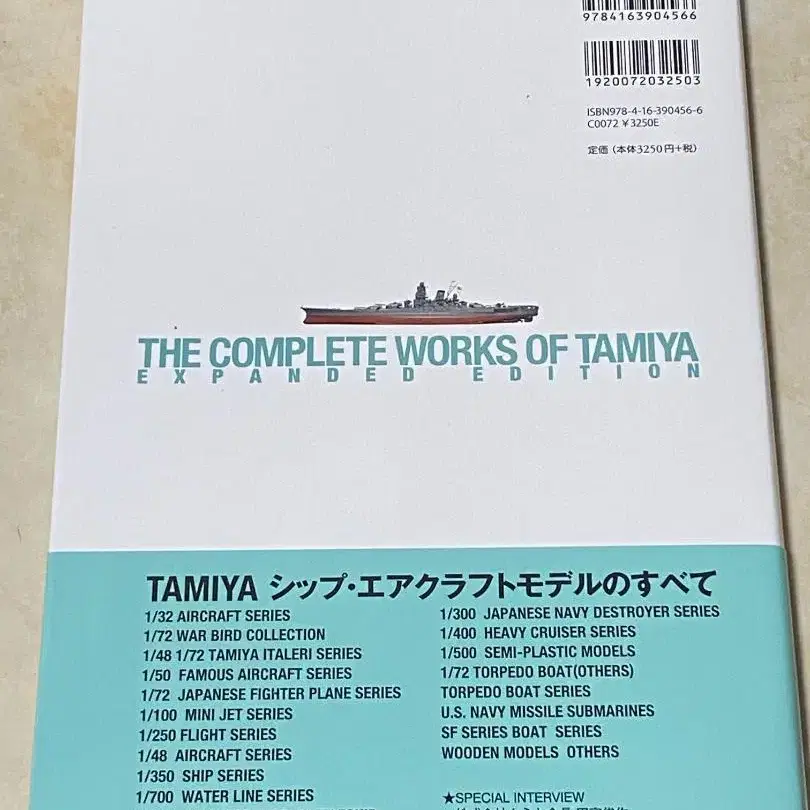 9784163904566
1920072032503
ISBN978-4-16-390456-6
C0072 ¥3250E
定価 (本体3250円+税)
THE COMPLETE WORKS OF TAMIYA
EXPANDED EDITION
TAMIYA シップ・エアクラフトモデルのすべて
1/32 AIRCRAFT SERIES
1/72 WAR BIRD COLLECTION
1/48 1/72 TAMIYA ITALERI SERIES
1/50 FAMOUS AIRCRAFT SERIES
1/72 JAPANESE FIGHTER PLANE SERIES
1/100 MINI JET SERIES
1/250 FLIGHT SERIES
1/48 AIRCRAFT SERIES
1/350 SHIP SERIES
1/700 WATER LINE SERIES
1/300 JAPANESE NAVY DESTROYER SERIES
1/400 HEAVY CRUISER SERIES
1/500 SEMI-PLASTIC MODELS
1/72 TORPEDO BOAT(OTHERS)
TORPEDO BOAT SERIES
U.S. NAVY MISSILE SUBMARINES
SF SERIES BOAT SERIES
WOODEN MODELS OTHERS
★SPECIAL INTERVIEW